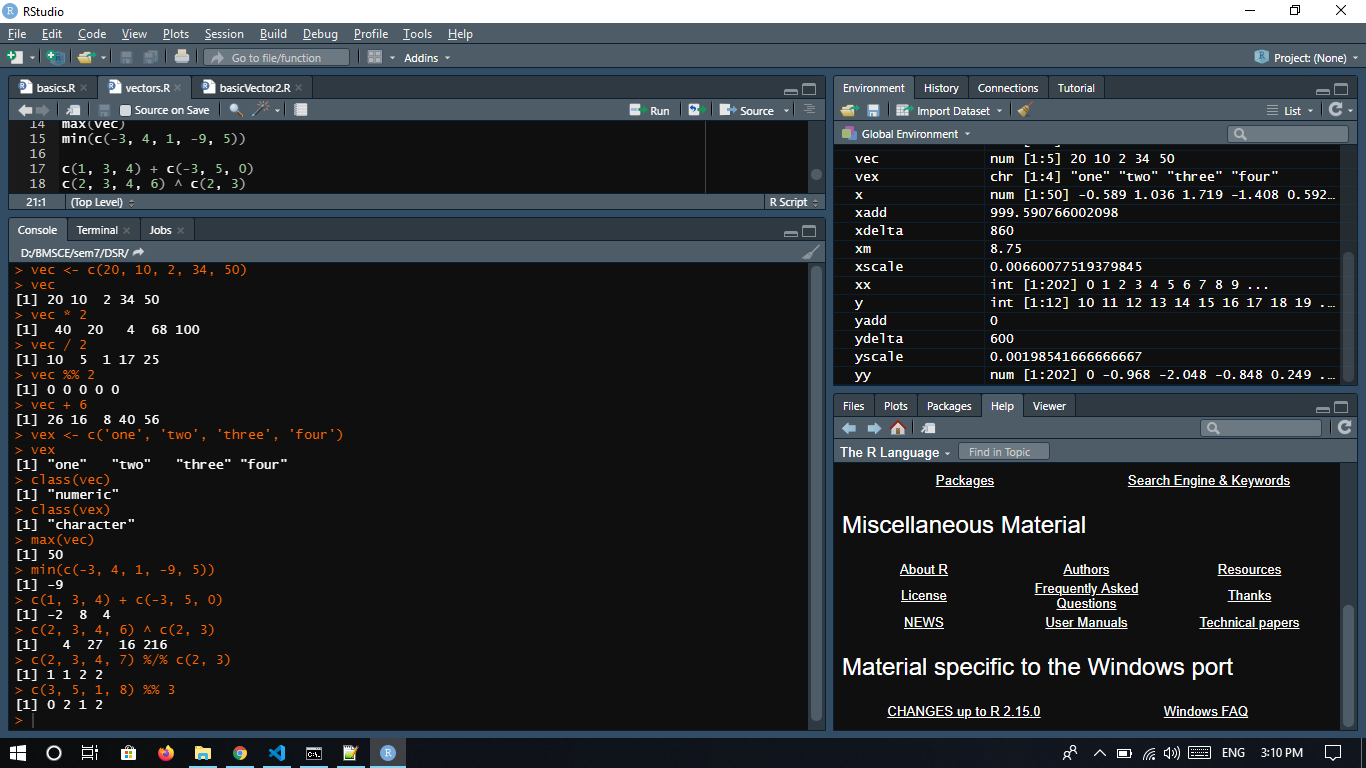 RStudio
File Edit Code View Plots Session Build Debug Profile Tools Help
Go to file/function Addins Project: (None)
basics.R vectors.R basicVector2.R
Source on Save Run Source
14 max(vec)
15 min(c(-3, 4, 1, -9, 5))
16
17 c(1, 3, 4) + c(-3, 5, 0)
18 c(2, 3, 4, 6) ^ c(2, 3)
21:1 (Top Level) R Script
Console Terminal Jobs
D:/BMSCE/sem7/DSR/
> vec <- c(20, 10, 2, 34, 50)
> vec
[1] 20 10  2 34 50
> vec * 2
[1]  40  20   4  68 100
> vec / 2
[1] 10  5  1 17 25
> vec %% 2
[1] 0 0 0 0 0
> vec + 6
[1] 26 16  8 40 56
> vex <- c('one', 'two', 'three', 'four')
> vex
[1] "one"   "two"   "three" "four"
> class(vec)
[1] "numeric"
> class(vex)
[1] "character"
> max(vec)
[1] 50
> min(c(-3, 4, 1, -9, 5))
[1] -9
> c(1, 3, 4) + c(-3, 5, 0)
[1] -2  8  4
> c(2, 3, 4, 6) ^ c(2, 3)
[1]   4  27  16 216
> c(2, 3, 4, 7) %/% c(2, 3)
[1] 1 1 2 2
> c(3, 5, 1, 8) %% 3
[1] 0 2 1 2
>
Environment History Connections Tutorial
Import Dataset List
Global Environment
vec num [1:5] 20 10 2 34 50
vex chr [1:4] "one" "two" "three" "four"
x num [1:50] -0.589 1.036 1.719 -1.408 0.592…
xadd 999.590766002098
xdelta 860
xm 8.75
xscale 0.00660077519379845
xx int [1:202] 0 1 2 3 4 5 6 7 8 9 ...
y int [1:12] 10 11 12 13 14 15 16 17 18 19 .…
yadd 0
ydelta 600
yscale 0.00198541666666667
yy num [1:202] 0 -0.968 -2.048 -0.848 0.249 .…
Files Plots Packages Help Viewer
The R Language Find in Topic
Packages Search Engine & Keywords
Miscellaneous Material
About R Authors Resources
License Frequently Asked Questions Thanks
NEWS User Manuals Technical papers
Material specific to the Windows port
CHANGES up to R 2.15.0 Windows FAQ
ENG 3:10 PM